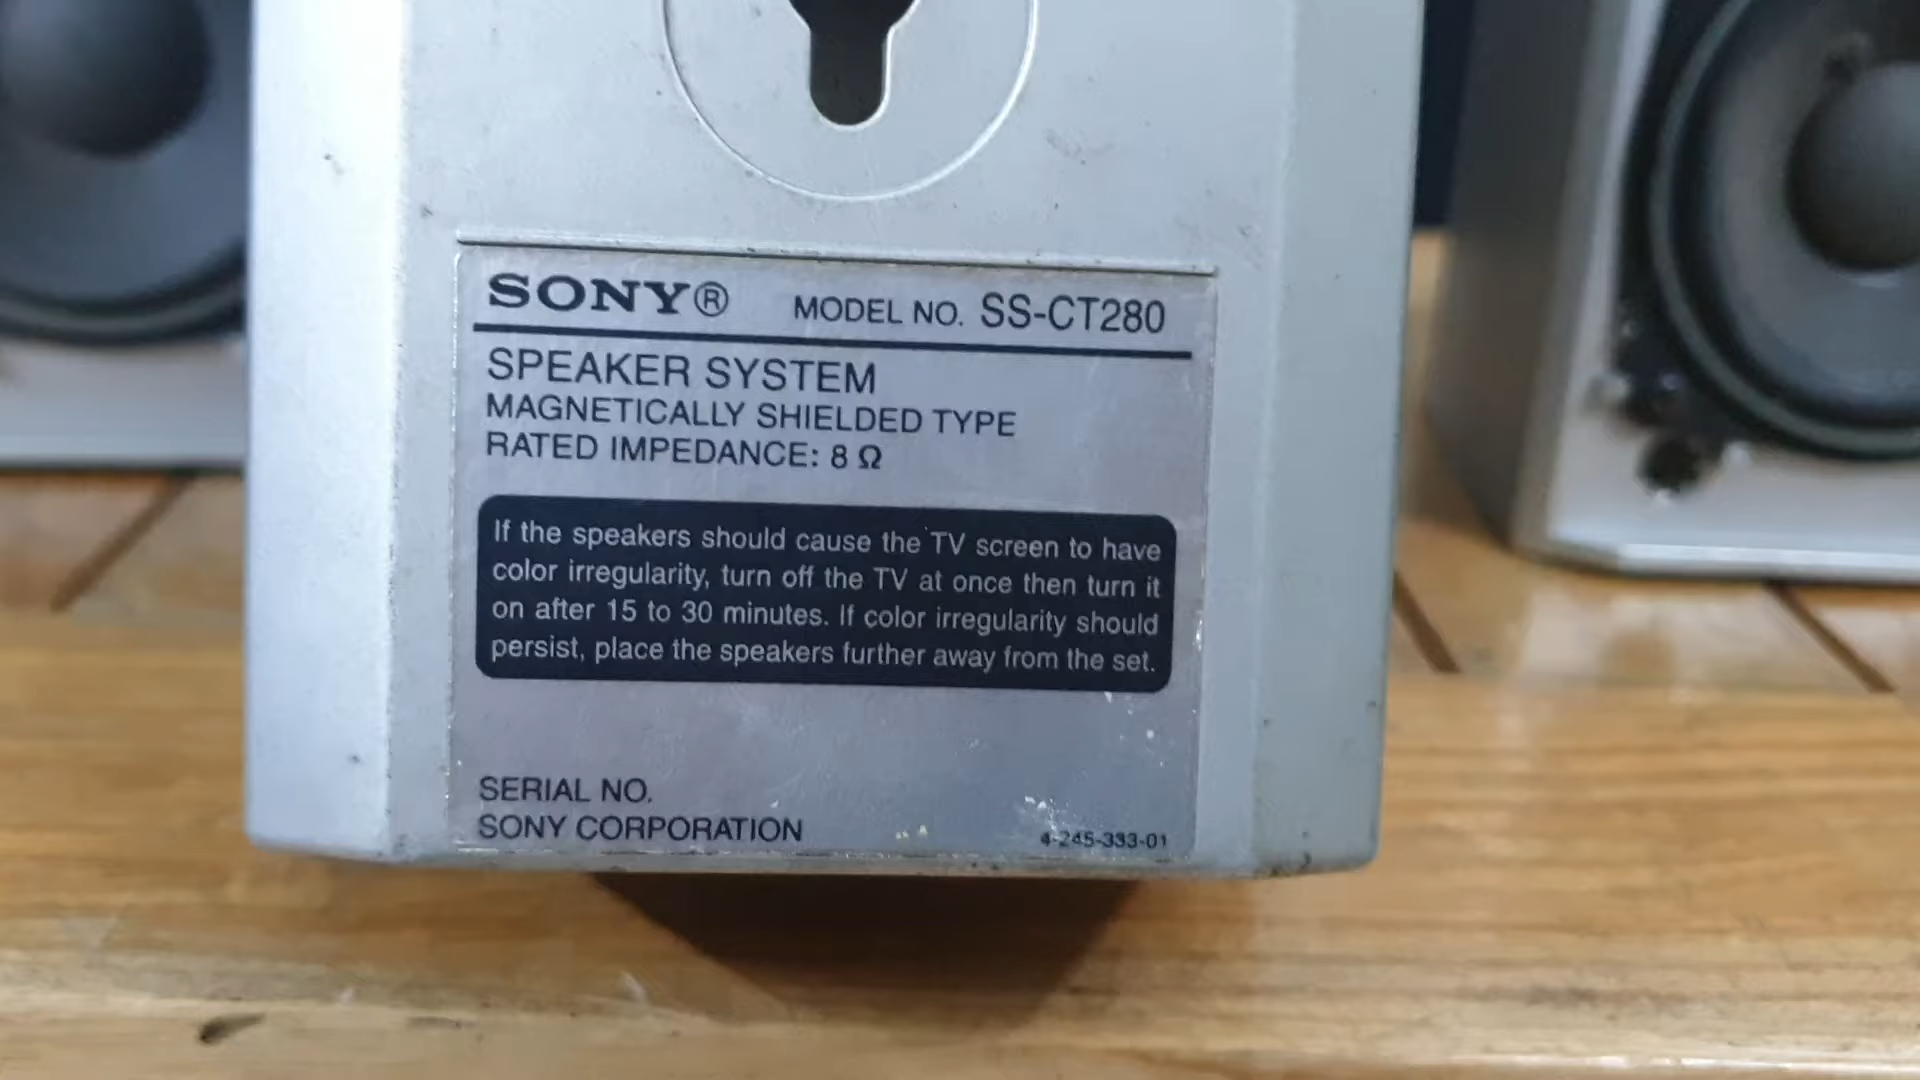 SONY® MODEL NO. SS-CT280
SPEAKER SYSTEM
MAGNETICALLY SHIELDED TYPE
RATED IMPEDANCE: 8 Ω
If the speakers should cause the TV screen to have
color irregularity, turn off the TV at once then turn it
on after 15 to 30 minutes. If color irregularity should
persist, place the speakers further away from the set.
SERIAL NO.
SONY CORPORATION 4-245-333-01